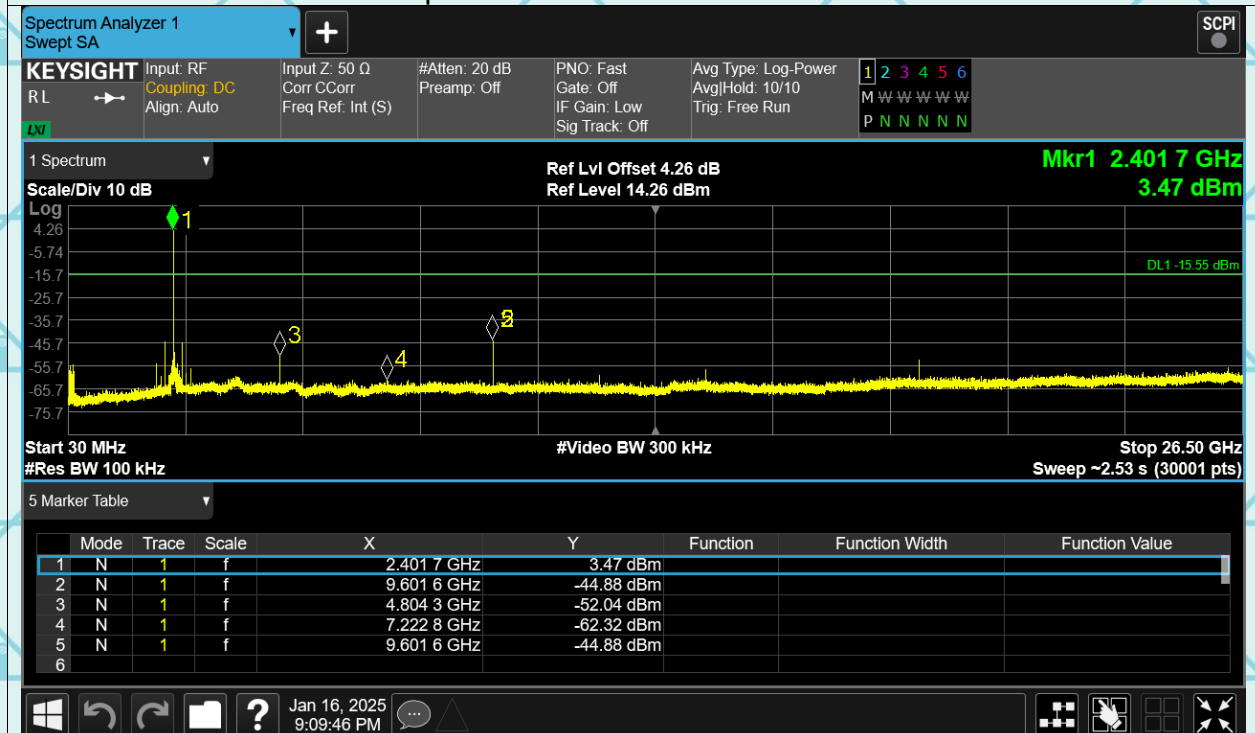 Spectrum Analyzer 1
Swept SA
+
SCPI
KEYSIGHT
RL
LXI
Input: RF
Coupling: DC
Align: Auto
Input Z: 50 Ω
Corr CCorr
Freq Ref: Int (S)
#Atten: 20 dB
Preamp: Off
PNO: Fast
Gate: Off
IF Gain: Low
Sig Track: Off
Avg Type: Log-Power
Avg|Hold: 10/10
Trig: Free Run
1 2 3 4 5 6
M W W W W W W
P N N N N N N
1 Spectrum
Scale/Div 10 dB
Ref Lvl Offset 4.26 dB
Ref Level 14.26 dBm
Mkr1 2.401 7 GHz
3.47 dBm
Log
4.26
-5.74
-15.7
-25.7
-35.7
-45.7
-55.7
-65.7
-75.7
1
3
4
DL1 -15.55 dBm
Start 30 MHz
#Video BW 300 kHz
Stop 26.50 GHz
#Res BW 100 kHz
Sweep ~2.53 s (30001 pts)
5 Marker Table
Mode Trace Scale X Y Function Function Width Function Value
1 N 1 f 2.401 7 GHz 3.47 dBm
2 N 1 f 9.601 6 GHz -44.88 dBm
3 N 1 f 4.804 3 GHz -52.04 dBm
4 N 1 f 7.222 8 GHz -62.32 dBm
5 N 1 f 9.601 6 GHz -44.88 dBm
6
?
Jan 16, 2025
9:09:46 PM